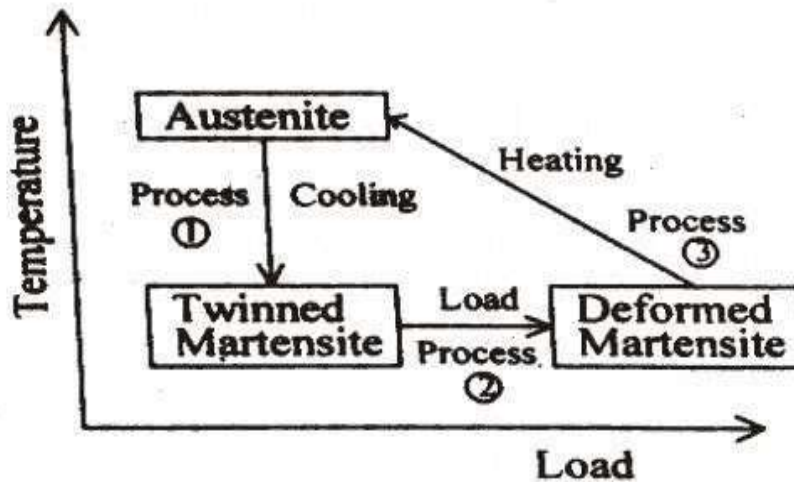 Temperature
Austenite
Heating
Process
①
Cooling
Process
③
Twinned
Martensite
Load
Process
②
Deformed
Martensite
Load